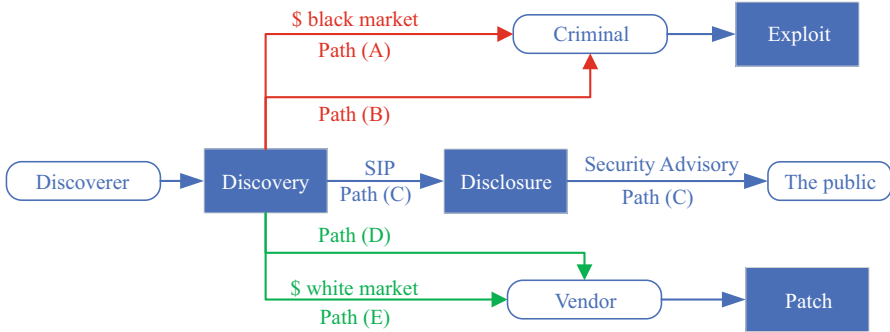 $ black market
Path (A)
Criminal
Exploit
Path (B)
Discoverer
Discovery
SIP
Path (C)
Disclosure
Security Advisory
Path (C)
The public
Path (D)
$ white market
Path (E)
Vendor
Patch